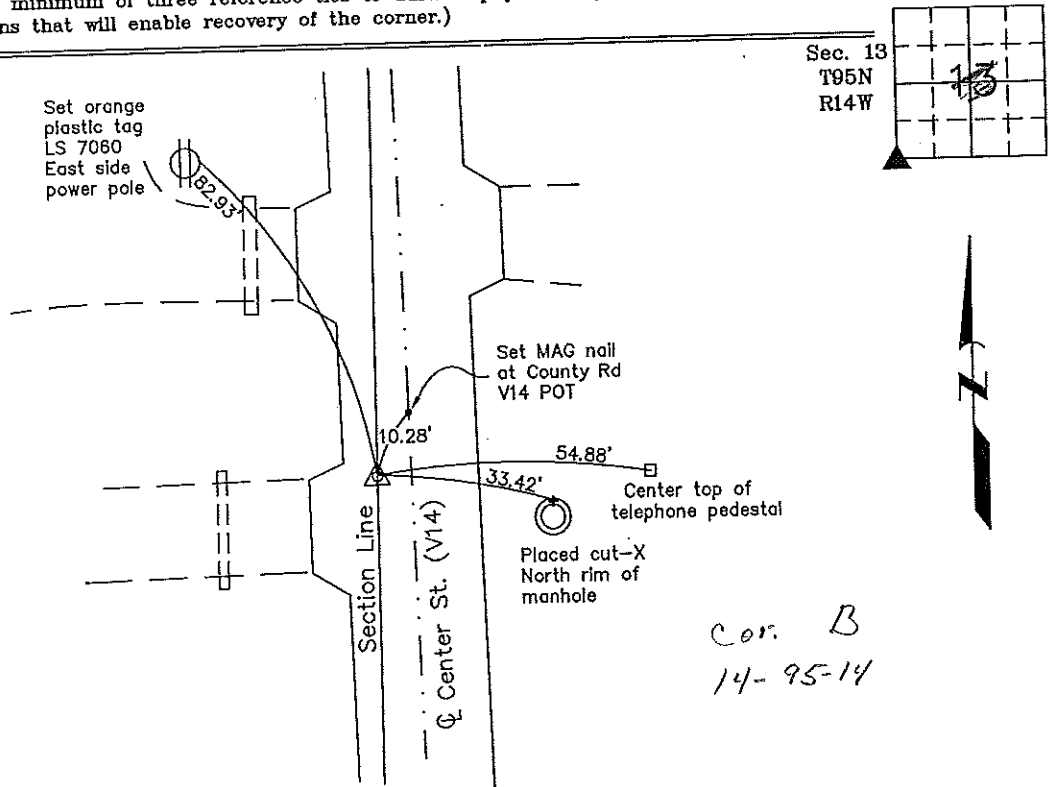 minimum of three reference ties to
ns that will enable recovery of the corner.)
Sec. 13
T95N
R14W
13
Set orange
plastic tag
LS 7060
East side
power pole
82.93'
Set MAG nail
at County Rd
V14 POT
10.28'
54.88'
33.42'
Center top of
telephone pedestal
Placed cut-X
North rim of
manhole
Section Line
℄ Center St. (V14)
N
Cor. B
14-95-14